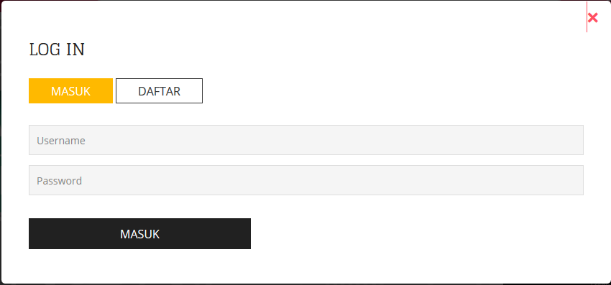 LOG IN
MASUK DAFTAR
Username
Password
MASUK